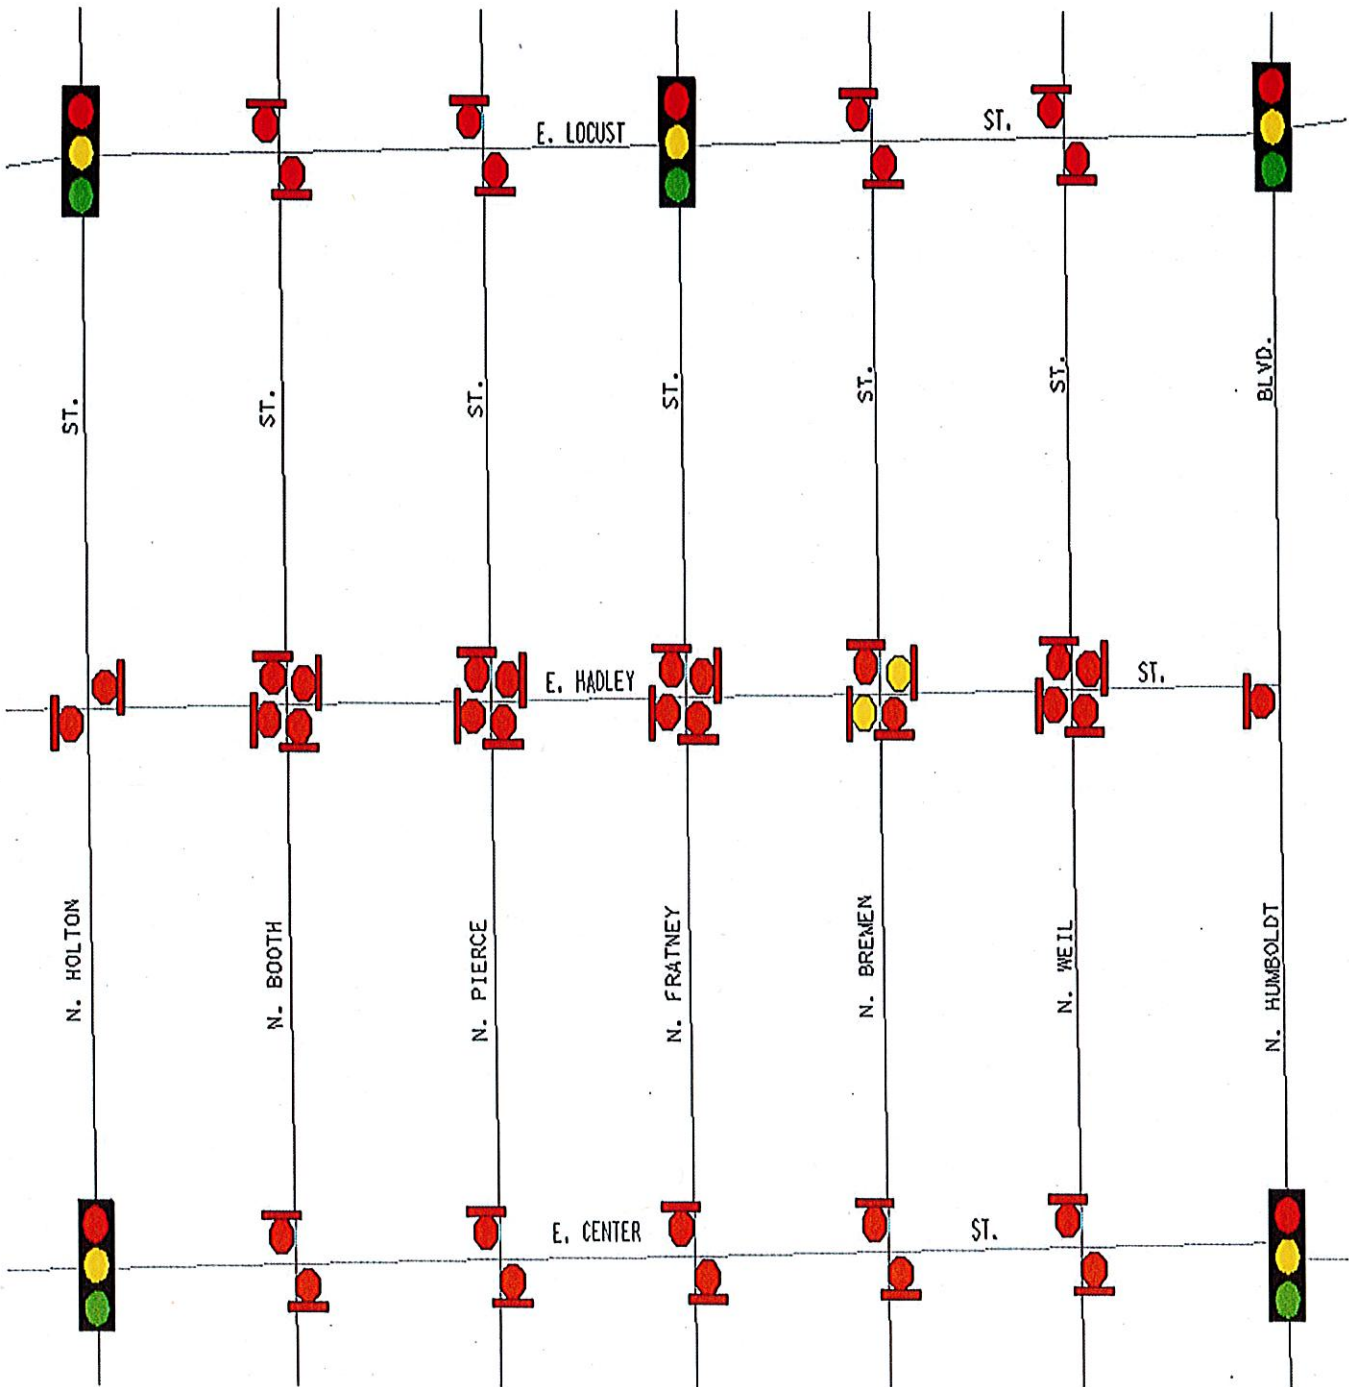 E. LOCUST ST.
ST.
ST.
ST.
ST.
ST.
ST.
BLVD.
E. HADLEY ST.
N. HOLTON
N. BOOTH
N. PIERCE
N. FRATNEY
N. BREMEN
N. WEIL
N. HUMBOLDT
E. CENTER ST.